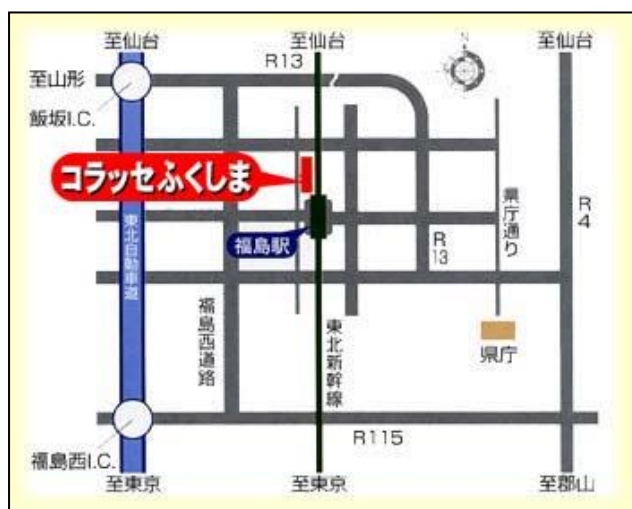 至仙台
至仙台
至仙台
R13
N
至山形
飯坂I.C.
コラッセふくしま
県庁通り
R4
東北自動車道
福島駅
R13
福島西道路
東北新幹線
県庁
R115
福島西I.C.
至東京
至東京
至郡山